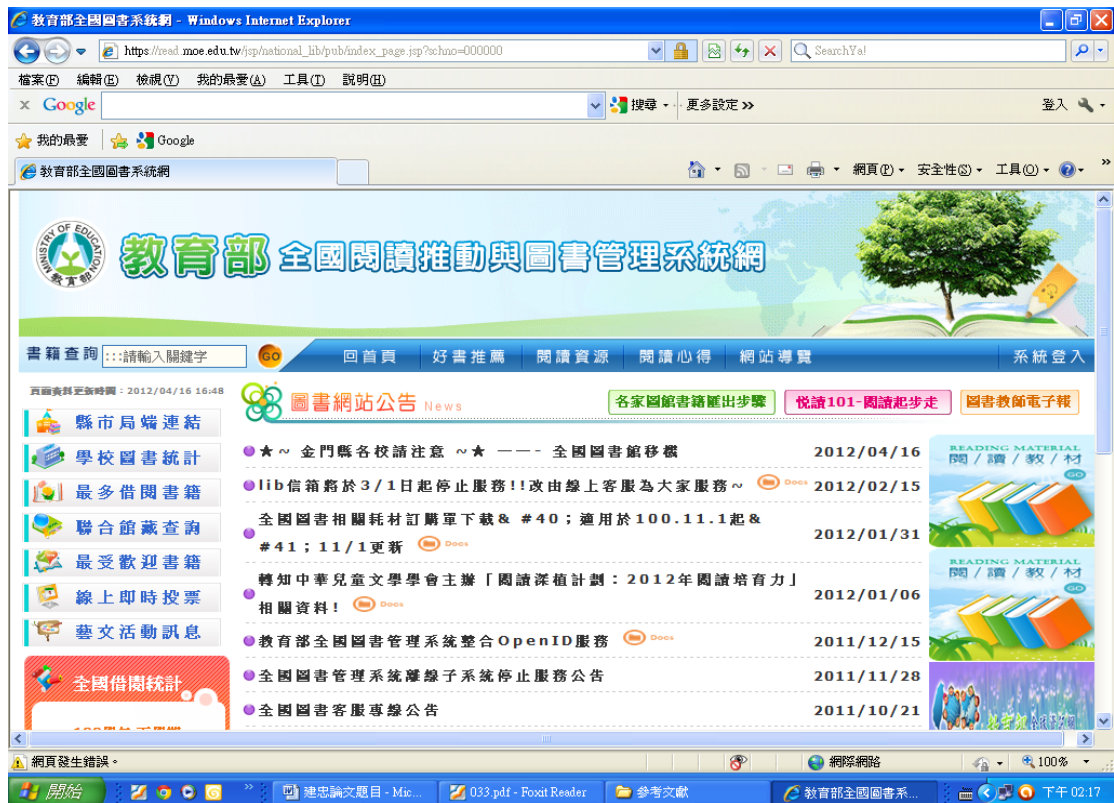 教育部全國圖書系統網 - Windows Internet Explorer
https://read.moe.edu.tw/jsp/national_lib/pub/index_page.jsp?schno=000000
SearchYa!
檔案(F) 編輯(E) 檢視(V) 我的最愛(A) 工具(T) 說明(H)
x Google 搜尋 更多設定 >> 登入
我的最愛 Google
教育部全國圖書系統網 網頁(P) 安全性(S) 工具(O) >>
MINISTRY OF EDUCATION 教育部
教育部 全國閱讀推動與圖書管理系統網
書籍查詢 :::請輸入關鍵字 GO 回首頁 好書推薦 閱讀資源 閱讀心得 網站導覽 系統登入
頁面資料更新時間:2012/04/16 16:48
圖書網站公告 News 各家圖館書籍匯出步驟 悅讀101-閱讀起步走 圖書教師電子報
縣市局端連結
學校圖書統計
最多借閱書籍
聯合館藏查詢
最受歡迎書籍
線上即時投票
藝文活動訊息
全國借閱統計
★~ 金門縣各校請注意 ~★ ——- 全國圖書館移機 2012/04/16
lib信箱將於3/1日起停止服務!!改由線上客服為大家服務~ Docs 2012/02/15
全國圖書相關耗材訂購單下載& #40;適用於100.11.1起&
#41;11/1更新 Docs 2012/01/31
轉知中華兒童文學學會主辦「閱讀深植計劃:2012年閱讀培育力」
相關資料! Docs 2012/01/06
教育部全國圖書管理系統整合OpenID服務 Docs 2011/12/15
全國圖書管理系統離線子系統停止服務公告 2011/11/28
全國圖書客服專線公告 2011/10/21
READING MATERIAL
閱/讀/教/材
GO
READING MATERIAL
閱/讀/教/材
GO
網頁發生錯誤。 網際網路 100%
開始 建忠論文題目 - Mic... 033.pdf - Foxit Reader 參考文獻 教育部全國圖書系... 下午 02:17